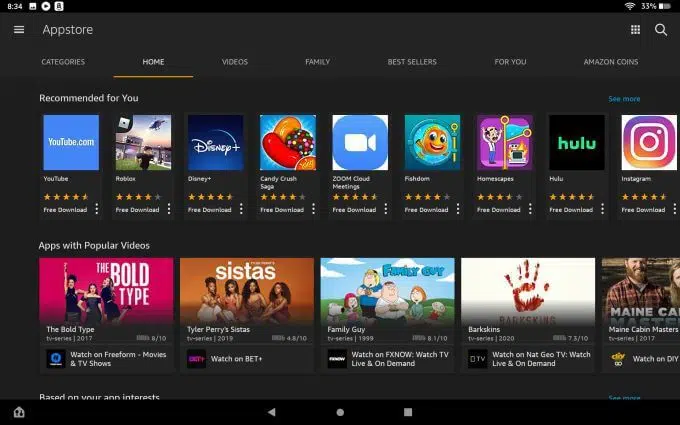 8:34
33%
Appstore
CATEGORIES
HOME
VIDEOS
FAMILY
BEST SELLERS
FOR YOU
AMAZON COINS
Recommended for You
See more
YouTube.com
Disney+
zoom
hulu
YouTube
Roblox
Disney+
Candy Crush
Saga
ZOOM Cloud
Meetings
Fishdom
Homescapes
Hulu
Instagram
Free Download
Free Download
Free Download
Free Download
Free Download
Free Download
Free Download
Free Download
Free Download
Apps with Popular Videos
THE
BOLD
TYPE
sistas
FAMILY GUY
BARKSKINS
MAINE CABIN
MASTERS
The Bold Type
tv-series | 2017
8/10
Tyler Perry's Sistas
tv-series | 2019
4.8/10
Family Guy
tv-series | 1999
8.1/10
Barkskins
tv-series | 2020
7.3/10
Maine Cabin Masters
tv-series | 2017
Watch on Freeform - Movies
& TV Shows
BET+
Watch on BET+
FXNOW
Watch on FXNOW: Watch TV
Live & On Demand
TV
Watch on Nat Geo TV: Watch
Live & On Demand
diy
go
Watch on DIY
Based on your app interests
See more